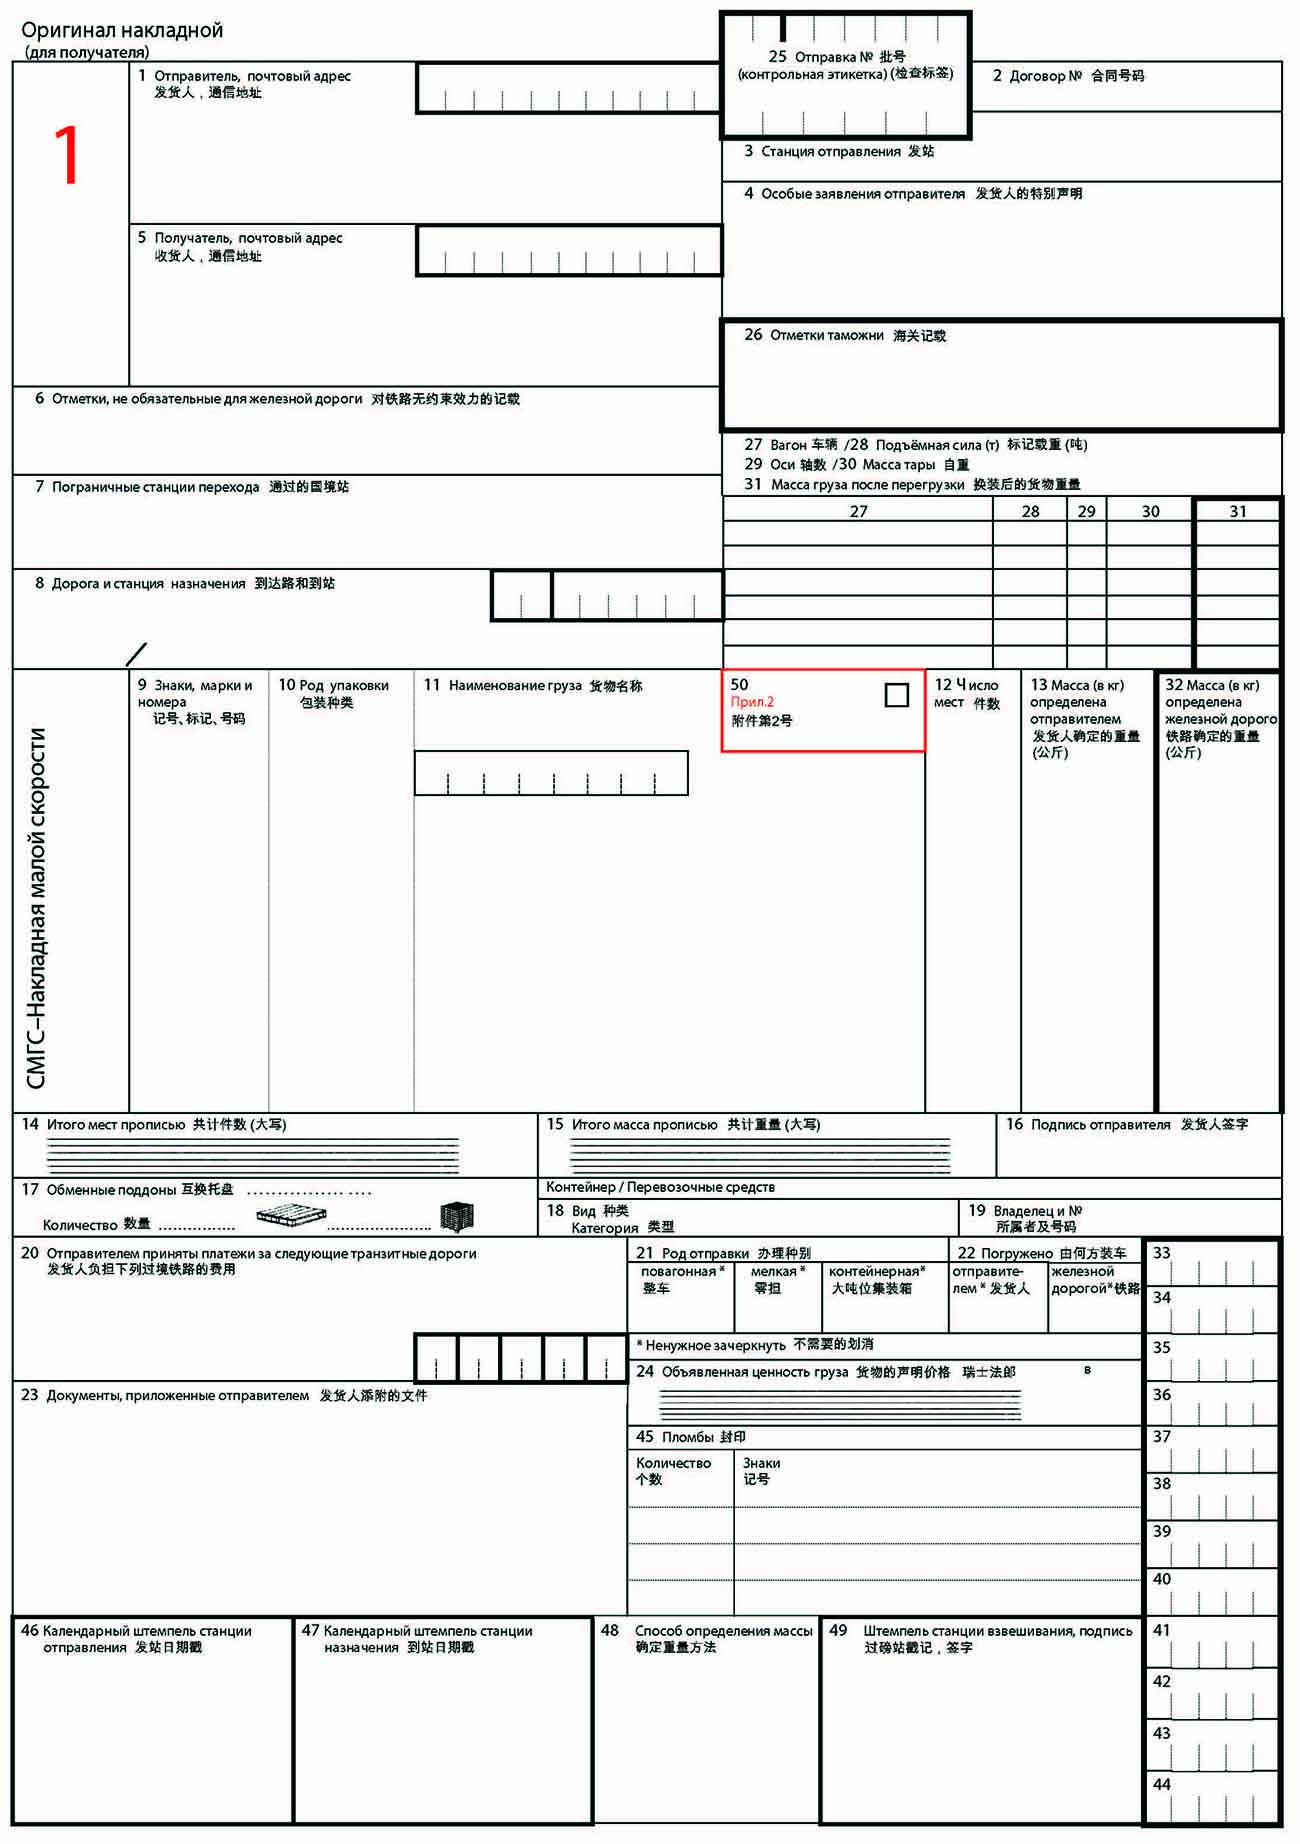 Оригинал накладной
(для получателя)
1
1 Отправитель, почтовый адрес
发货人，通信地址
25 Отправка № 批号
(контрольная этикетка) (检查标签)
2 Договор № 合同号码
3 Станция отправления 发站
4 Особые заявления отправителя 发货人的特别声明
5 Получатель, почтовый адрес
收货人，通信地址
26 Отметки таможни 海关记载
6 Отметки, не обязательные для железной дороги 对铁路无约束效力的记载
27 Вагон 车辆 /28 Подъёмная сила (т) 标记载重 (吨)
29 Оси 轴数 /30 Масса тары 自重
31 Масса груза после перегрузки 换装后的货物重量
7 Пограничные станции перехода 通过的国境站
27 28 29 30 31
8 Дорога и станция назначения 到达路和到站
/
СМГС–Накладная малой скорости
9 Знаки, марки и
номера
记号、标记、号码
10 Род упаковки
包装种类
11 Наименование груза 货物名称
50
Прил.2
附件第2号
12 Число
мест 件数
13 Масса (в кг)
определена
отправителем
发货人确定的重量
(公斤)
32 Масса (в кг)
определена
железной дорого
铁路确定的重量
(公斤)
14 Итого мест прописью 共计件数 (大写)
15 Итого масса прописью 共计重量 (大写)
16 Подпись отправителя 发货人签字
17 Обменные поддоны 互换托盘 ................ ....
Количество 数量 .............. ...................
Контейнер / Перевозочные средств
18 Вид 种类
Категория 类型
19 Владелец и №
所属者及号码
20 Отправителем приняты платежи за следующие транзитные дороги
发货人负担下列过境铁路的费用
21 Род отправки 办理种别
повагонная *
整车
мелкая *
零担
контейнерная*
大吨位集装箱
22 Погружено 由何方装车
отправите-
лем * 发货人
железной
дорогой*铁路
* Ненужное зачеркнуть 不需要的划消
23 Документы, приложенные отправителем 发货人添附的文件
24 Объявленная ценность груза 货物的声明价格 瑞士法郎 в
45 Пломбы 封印
Количество
个数
Знаки
记号
33
34
35
36
37
38
39
40
41
42
43
44
46 Календарный штемпель станции
отправления 发站日期戳
47 Календарный штемпель станции
назначения 到站日期戳
48 Способ определения массы
确定重量方法
49 Штемпель станции взвешивания, подпись
过磅站戳记，签字